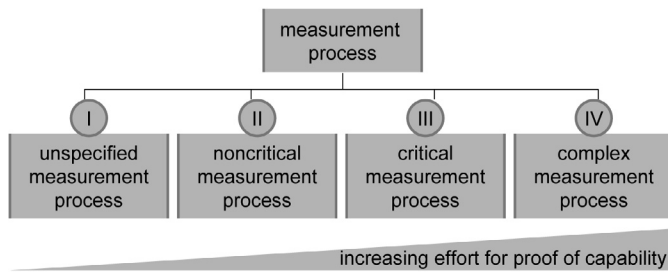 measurement
process
I
II
III
IV
unspecified
measurement
process
noncritical
measurement
process
critical
measurement
process
complex
measurement
process
increasing effort for proof of capability